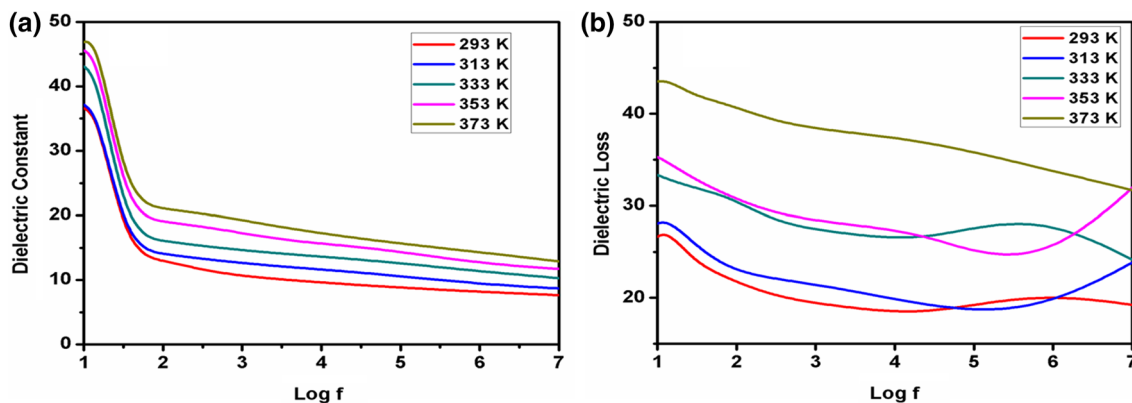 (a)
50
40
30
20
10
0
Dielectric Constant
293 K
313 K
333 K
353 K
373 K
1 2 3 4 5 6 7
Log f
(b)
50
40
30
20
Dielectric Loss
293 K
313 K
333 K
353 K
373 K
1 2 3 4 5 6 7
Log f